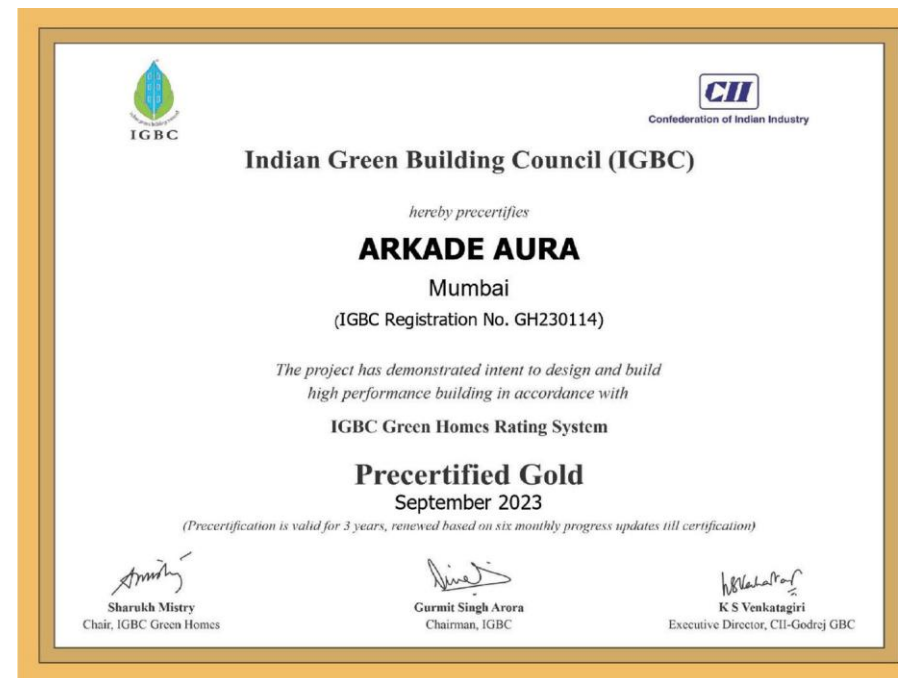 IGBC
CII
Confederation of Indian Industry
Indian Green Building Council (IGBC)
hereby precertifies
ARKADE AURA
Mumbai
(IGBC Registration No. GH230114)
The project has demonstrated intent to design and build
high performance building in accordance with
IGBC Green Homes Rating System
Precertified Gold
September 2023
(Precertification is valid for 3 years, renewed based on six monthly progress updates till certification)
Sharukh Mistry
Chair, IGBC Green Homes
Gurmit Singh Arora
Chairman, IGBC
K S Venkatagiri
Executive Director, CII-Godrej GBC